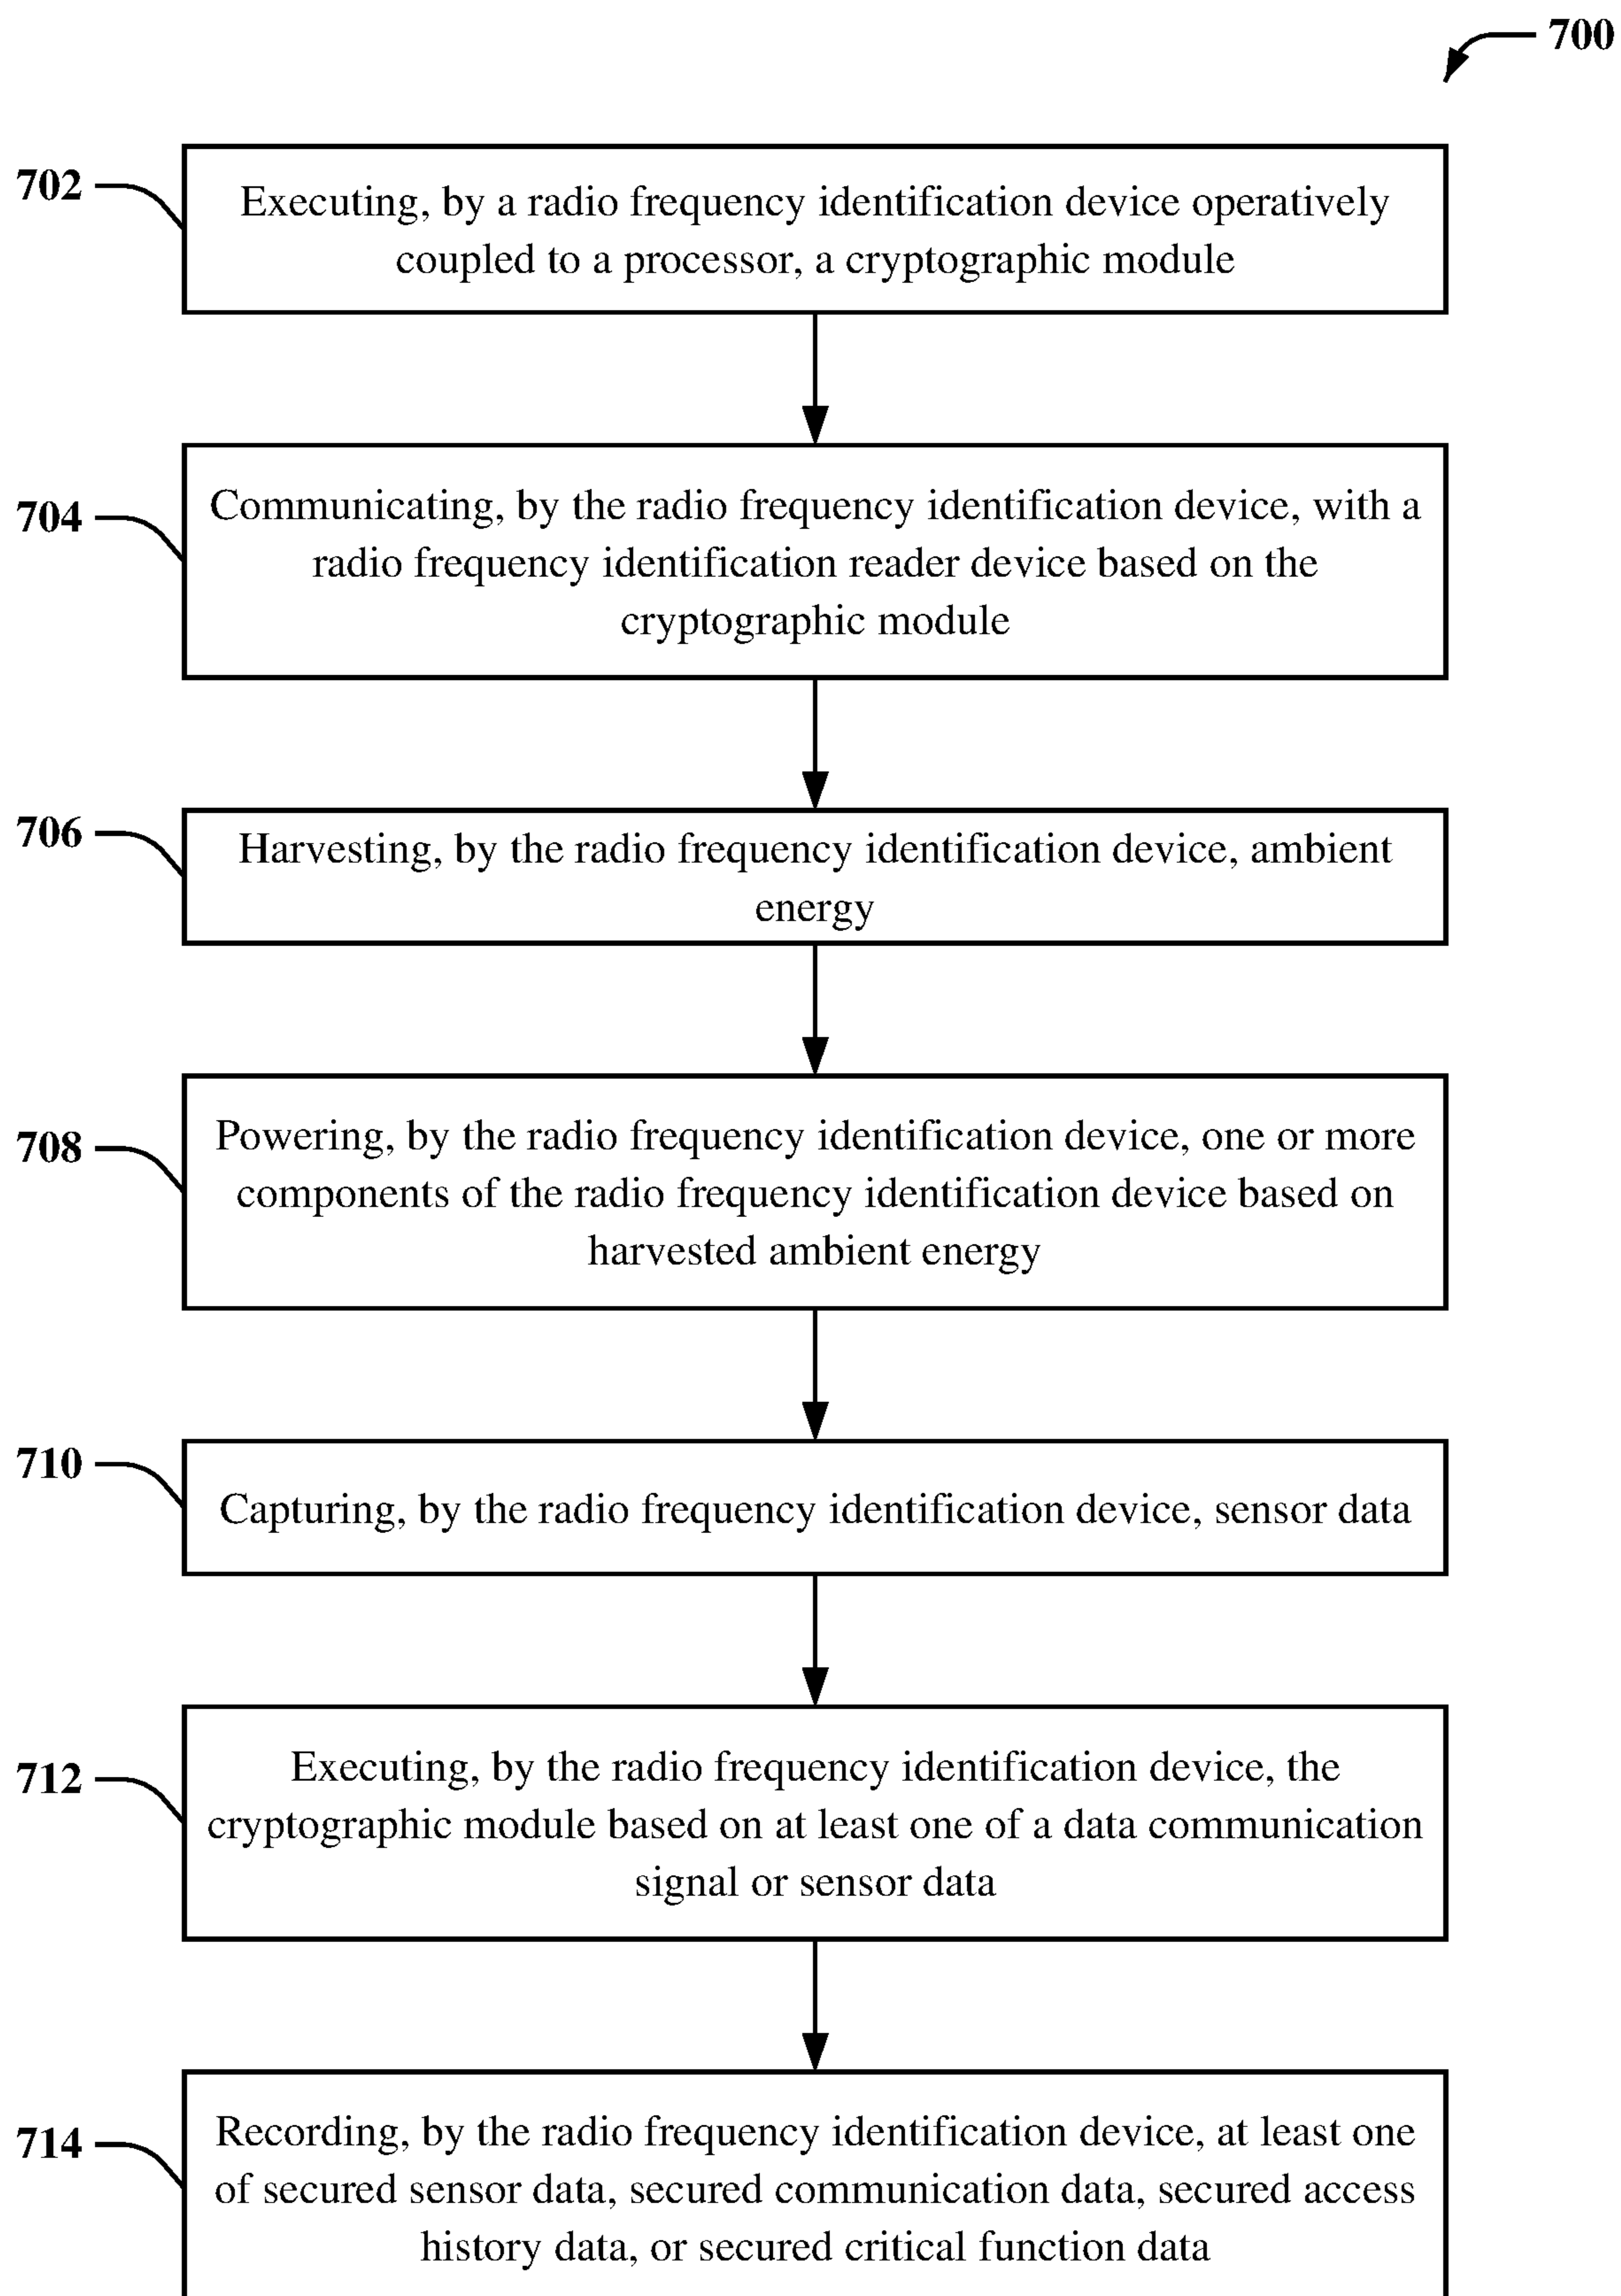 700
702
Executing, by a radio frequency identification device operatively
coupled to a processor, a cryptographic module
704
Communicating, by the radio frequency identification device, with a
radio frequency identification reader device based on the
cryptographic module
706
Harvesting, by the radio frequency identification device, ambient
energy
708
Powering, by the radio frequency identification device, one or more
components of the radio frequency identification device based on
harvested ambient energy
710
Capturing, by the radio frequency identification device, sensor data
712
Executing, by the radio frequency identification device, the
cryptographic module based on at least one of a data communication
signal or sensor data
714
Recording, by the radio frequency identification device, at least one
of secured sensor data, secured communication data, secured access
history data, or secured critical function data